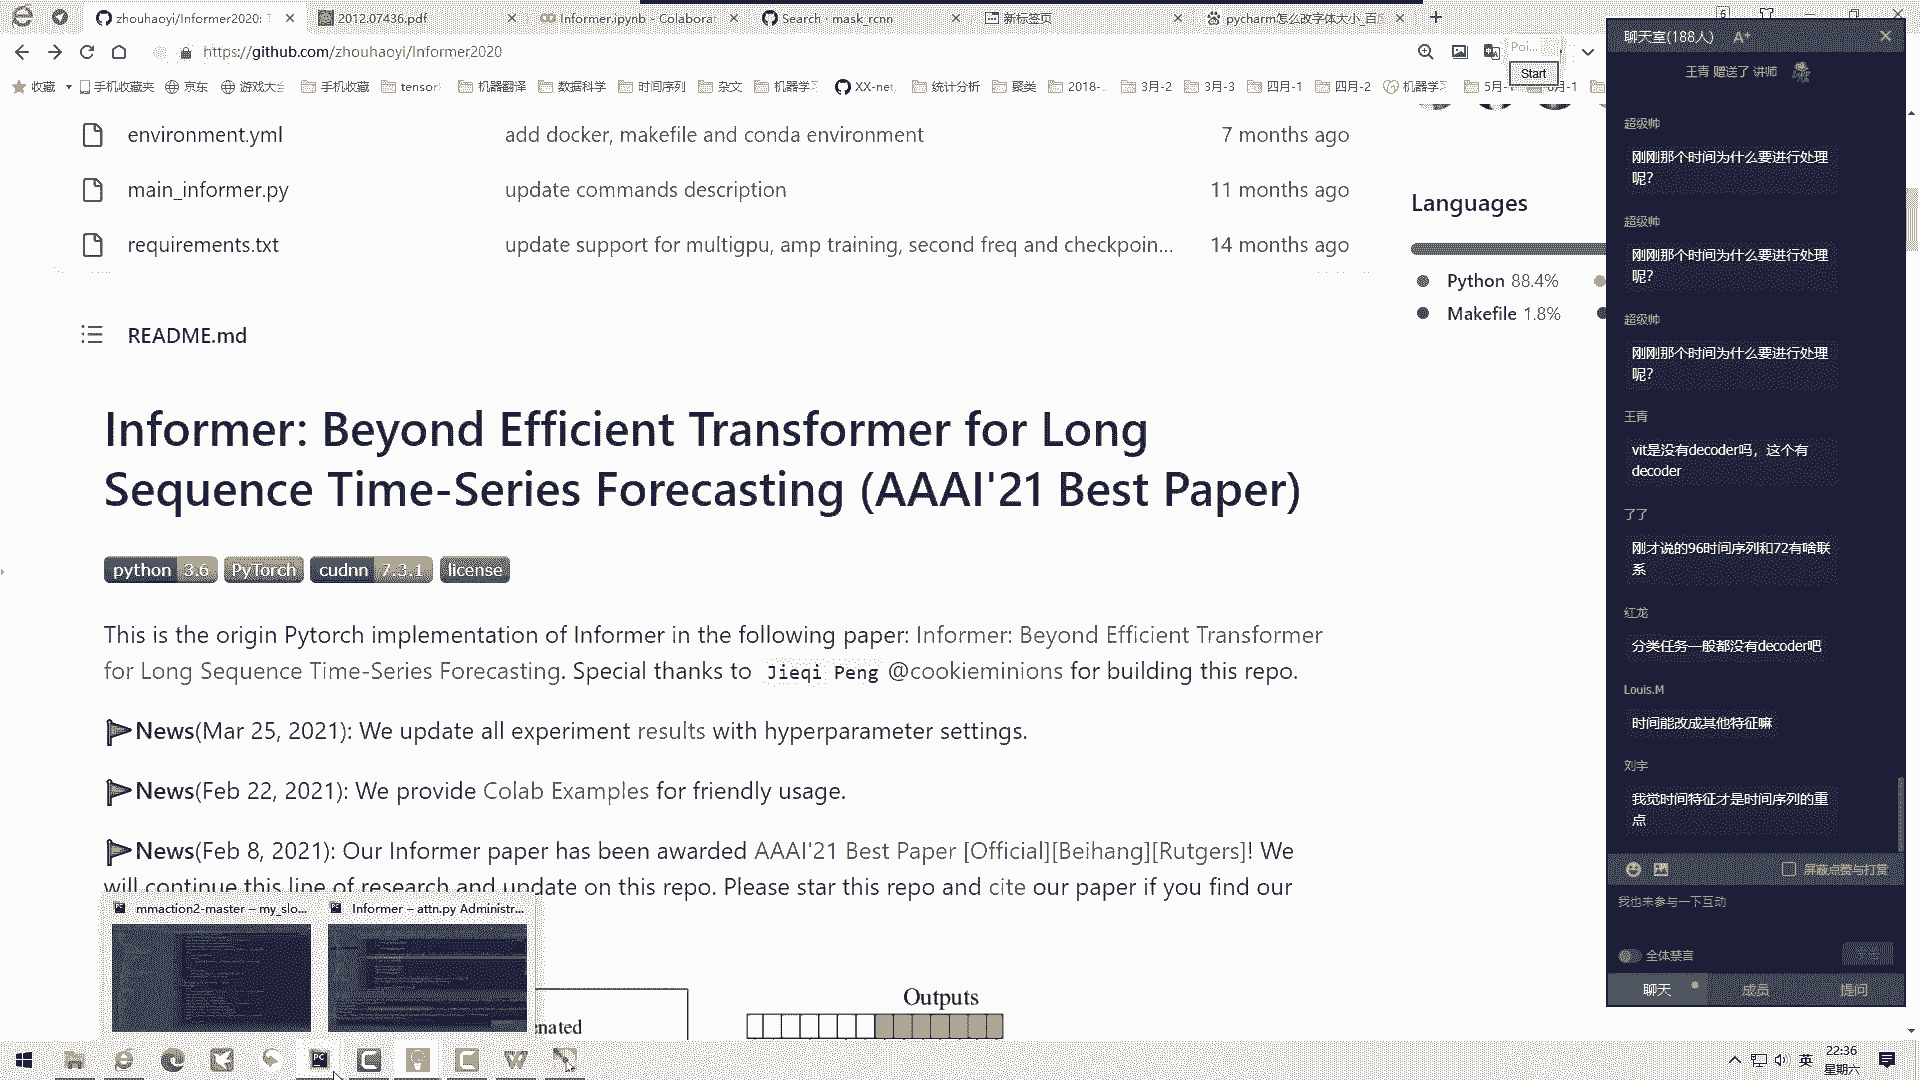 zhouhaoyi/Informer2020: T
2012.07436.pdf
Informer.ipynb - Colaborat
Search · mask_rcnn
新标签页
pycharm怎么改字体大小_百度
https://github.com/zhouhaoyi/Informer2020
Poi...
Start
收藏
手机收藏夹
京东
游戏大全
手机收藏
tensor
机器翻译
数据科学
时间序列
杂文
机器学习
XX-net
统计分析
聚类
2018-
3月-2
3月-3
四月-1
四月-2
机器学习
environment.yml
add docker, makefile and conda environment
7 months ago
main_informer.py
update commands description
11 months ago
requirements.txt
update support for multigpu, amp training, second freq and checkpoin...
14 months ago
Languages
Python 88.4%
Makefile 1.8%
README.md
Informer: Beyond Efficient Transformer for Long
Sequence Time-Series Forecasting (AAAI'21 Best Paper)
python 3.6 PyTorch cudnn 7.3.1 license
This is the origin Pytorch implementation of Informer in the following paper: Informer: Beyond Efficient Transformer
for Long Sequence Time-Series Forecasting. Special thanks to Jieqi Peng @cookieminions for building this repo.
News(Mar 25, 2021): We update all experiment results with hyperparameter settings.
News(Feb 22, 2021): We provide Colab Examples for friendly usage.
News(Feb 8, 2021): Our Informer paper has been awarded AAAI'21 Best Paper [Official][Beihang][Rutgers]! We
will continue this line of research and update on this repo. Please star this repo and cite our paper if you find our
mmaction2-master – my_slo...
Informer – attn.py Administr...
enated
Outputs
聊天室(188人) A+
王青 赠送了 讲师
超级帅
刚刚那个时间为什么要进行处理
呢?
超级帅
刚刚那个时间为什么要进行处理
呢?
超级帅
刚刚那个时间为什么要进行处理
呢?
王青
vit是没有decoder吗，这个有
decoder
了了
刚才说的96时间序列和72有啥联
系
红龙
分类任务一般都没有decoder吧
Louis.M
时间能改成其他特征嘛
刘宇
我觉时间特征才是时间序列的重
点
屏蔽点赞与打赏
我也来参与一下互动
全体禁言
聊天
成员
提问
英
22:36
星期六